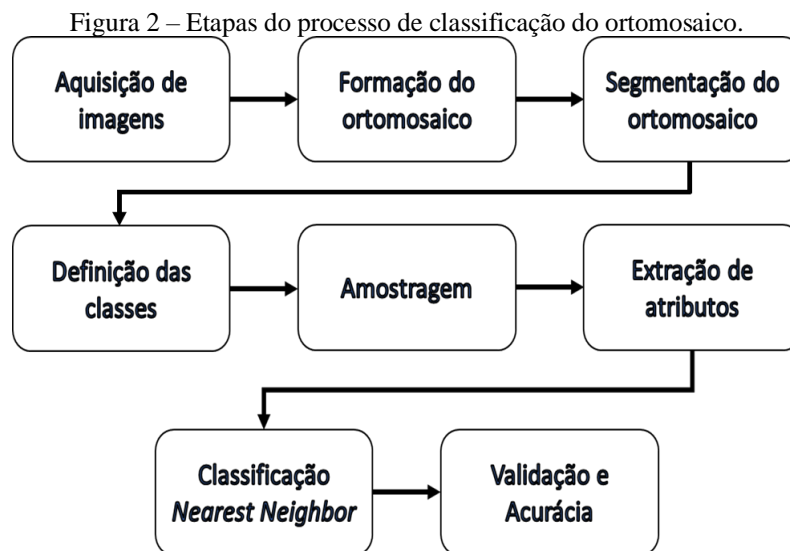 Figura 2 – Etapas do processo de classificação do ortomosaico.
Aquisição de
imagens
Formação do
ortomosaico
Segmentação do
ortomosaico
Definição das
classes
Amostragem
Extração de
atributos
Classificação
Nearest Neighbor
Validação e
Acurácia